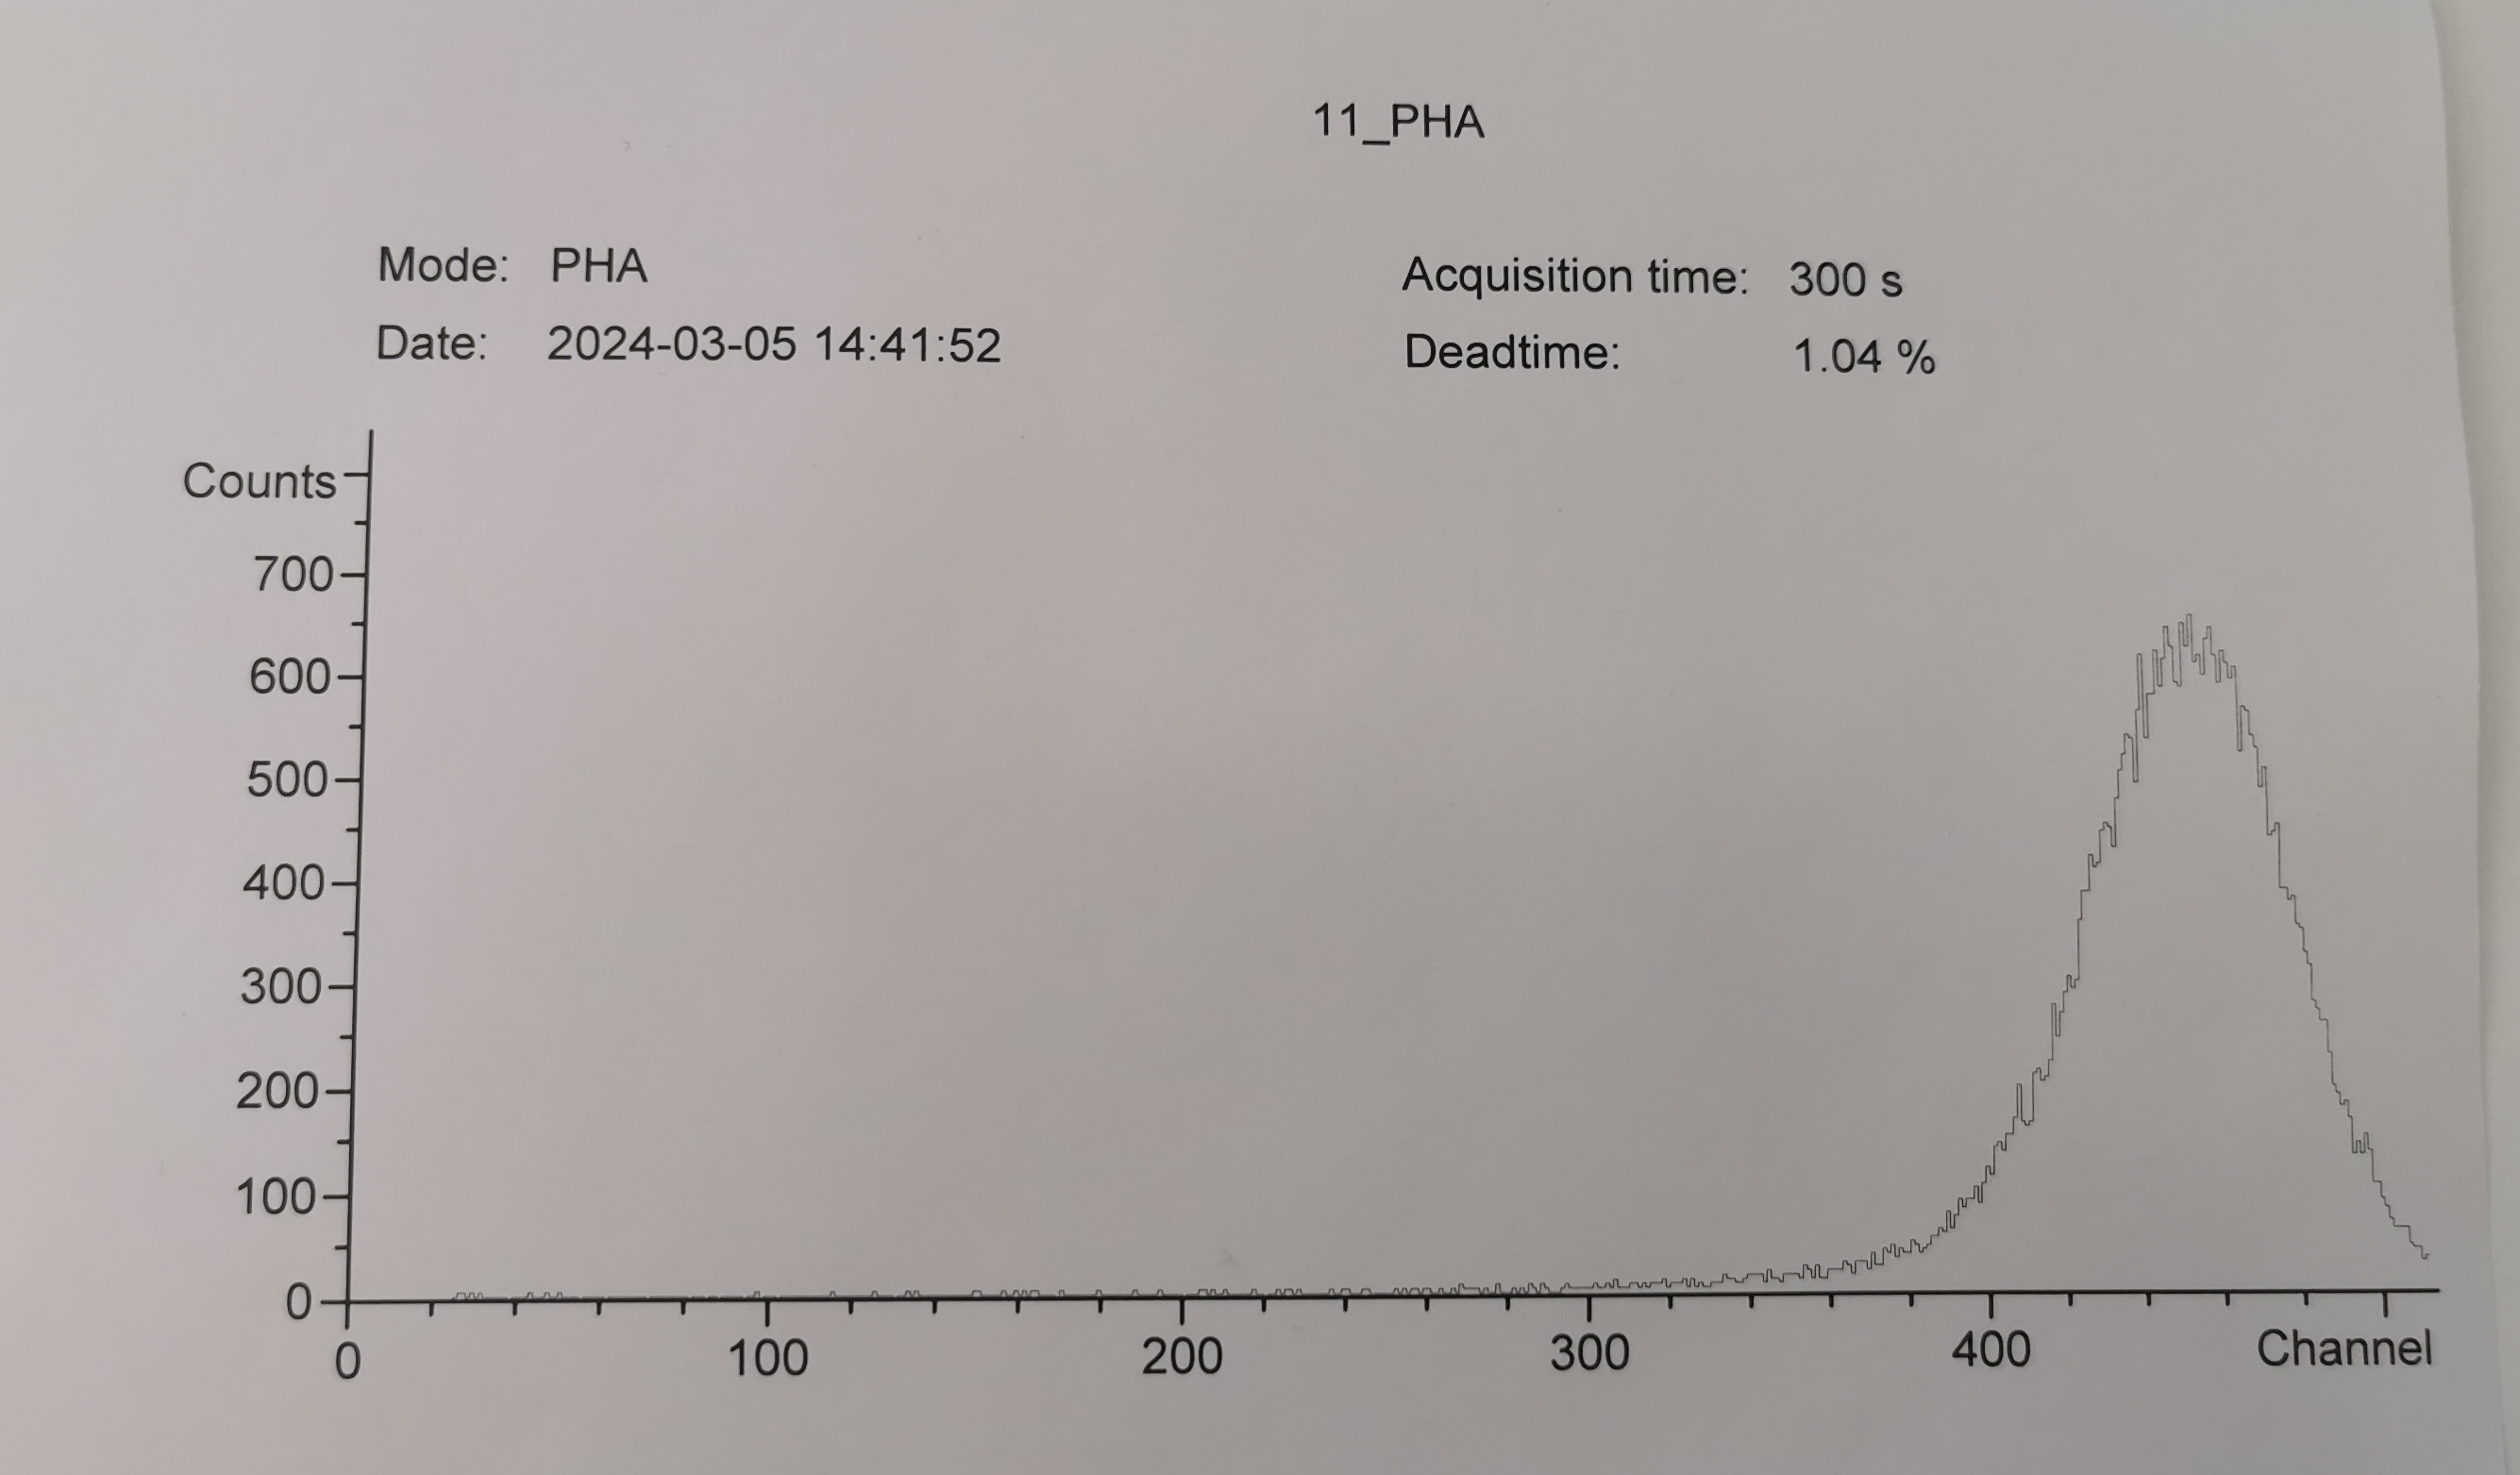 11_PHA
Mode: PHA
Acquisition time: 300 s
Date: 2024-03-05 14:41:52
Deadtime: 1.04 %
Counts
700
600
500
400
300
200
100
0
0 100 200 300 400 Channel